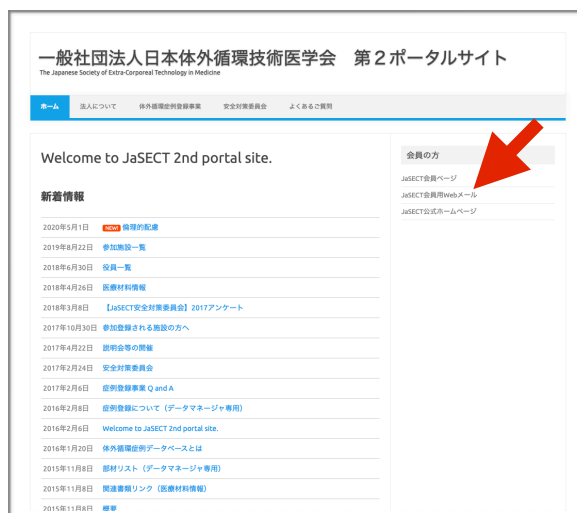 一般社団法人日本体外循環技術医学会　第２ポータルサイト
The Japanese Society of Extra-Corporeal Technology in Medicine
ホーム 法人について 体外循環症例登録事業 安全対策委員会 よくあるご質問
Welcome to JaSECT 2nd portal site.
新着情報
2020年5月1日 NEW! 倫理的配慮
2019年8月22日 参加施設一覧
2018年6月30日 役員一覧
2018年4月26日 医療材料情報
2018年3月8日 【JaSECT安全対策委員会】2017アンケート
2017年10月30日 参加登録される施設の方へ
2017年4月22日 説明会等の開催
2017年2月24日 安全対策委員会
2017年2月6日 症例登録事業 Q and A
2016年2月8日 症例登録について（データマネージャ専用）
2016年2月6日 Welcome to JaSECT 2nd portal site.
2016年1月20日 体外循環症例データベースとは
2015年11月8日 部材リスト（データマネージャ専用）
2015年11月8日 関連書類リンク（医療材料情報）
2015年11月8日 概要
会員の方
JaSECT会員ページ
JaSECT会員用Webメール
JaSECT公式ホームページ